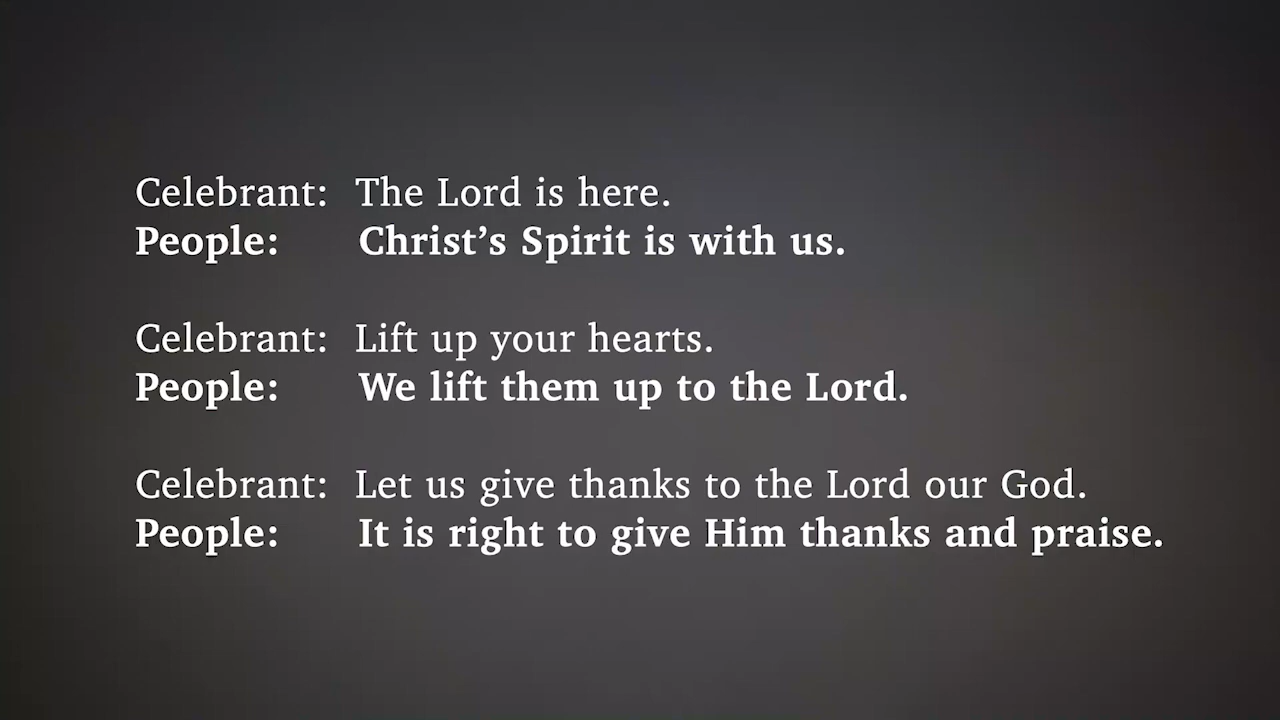 Celebrant: The Lord is here.
People: Christ’s Spirit is with us.
Celebrant: Lift up your hearts.
People: We lift them up to the Lord.
Celebrant: Let us give thanks to the Lord our God.
People: It is right to give Him thanks and praise.